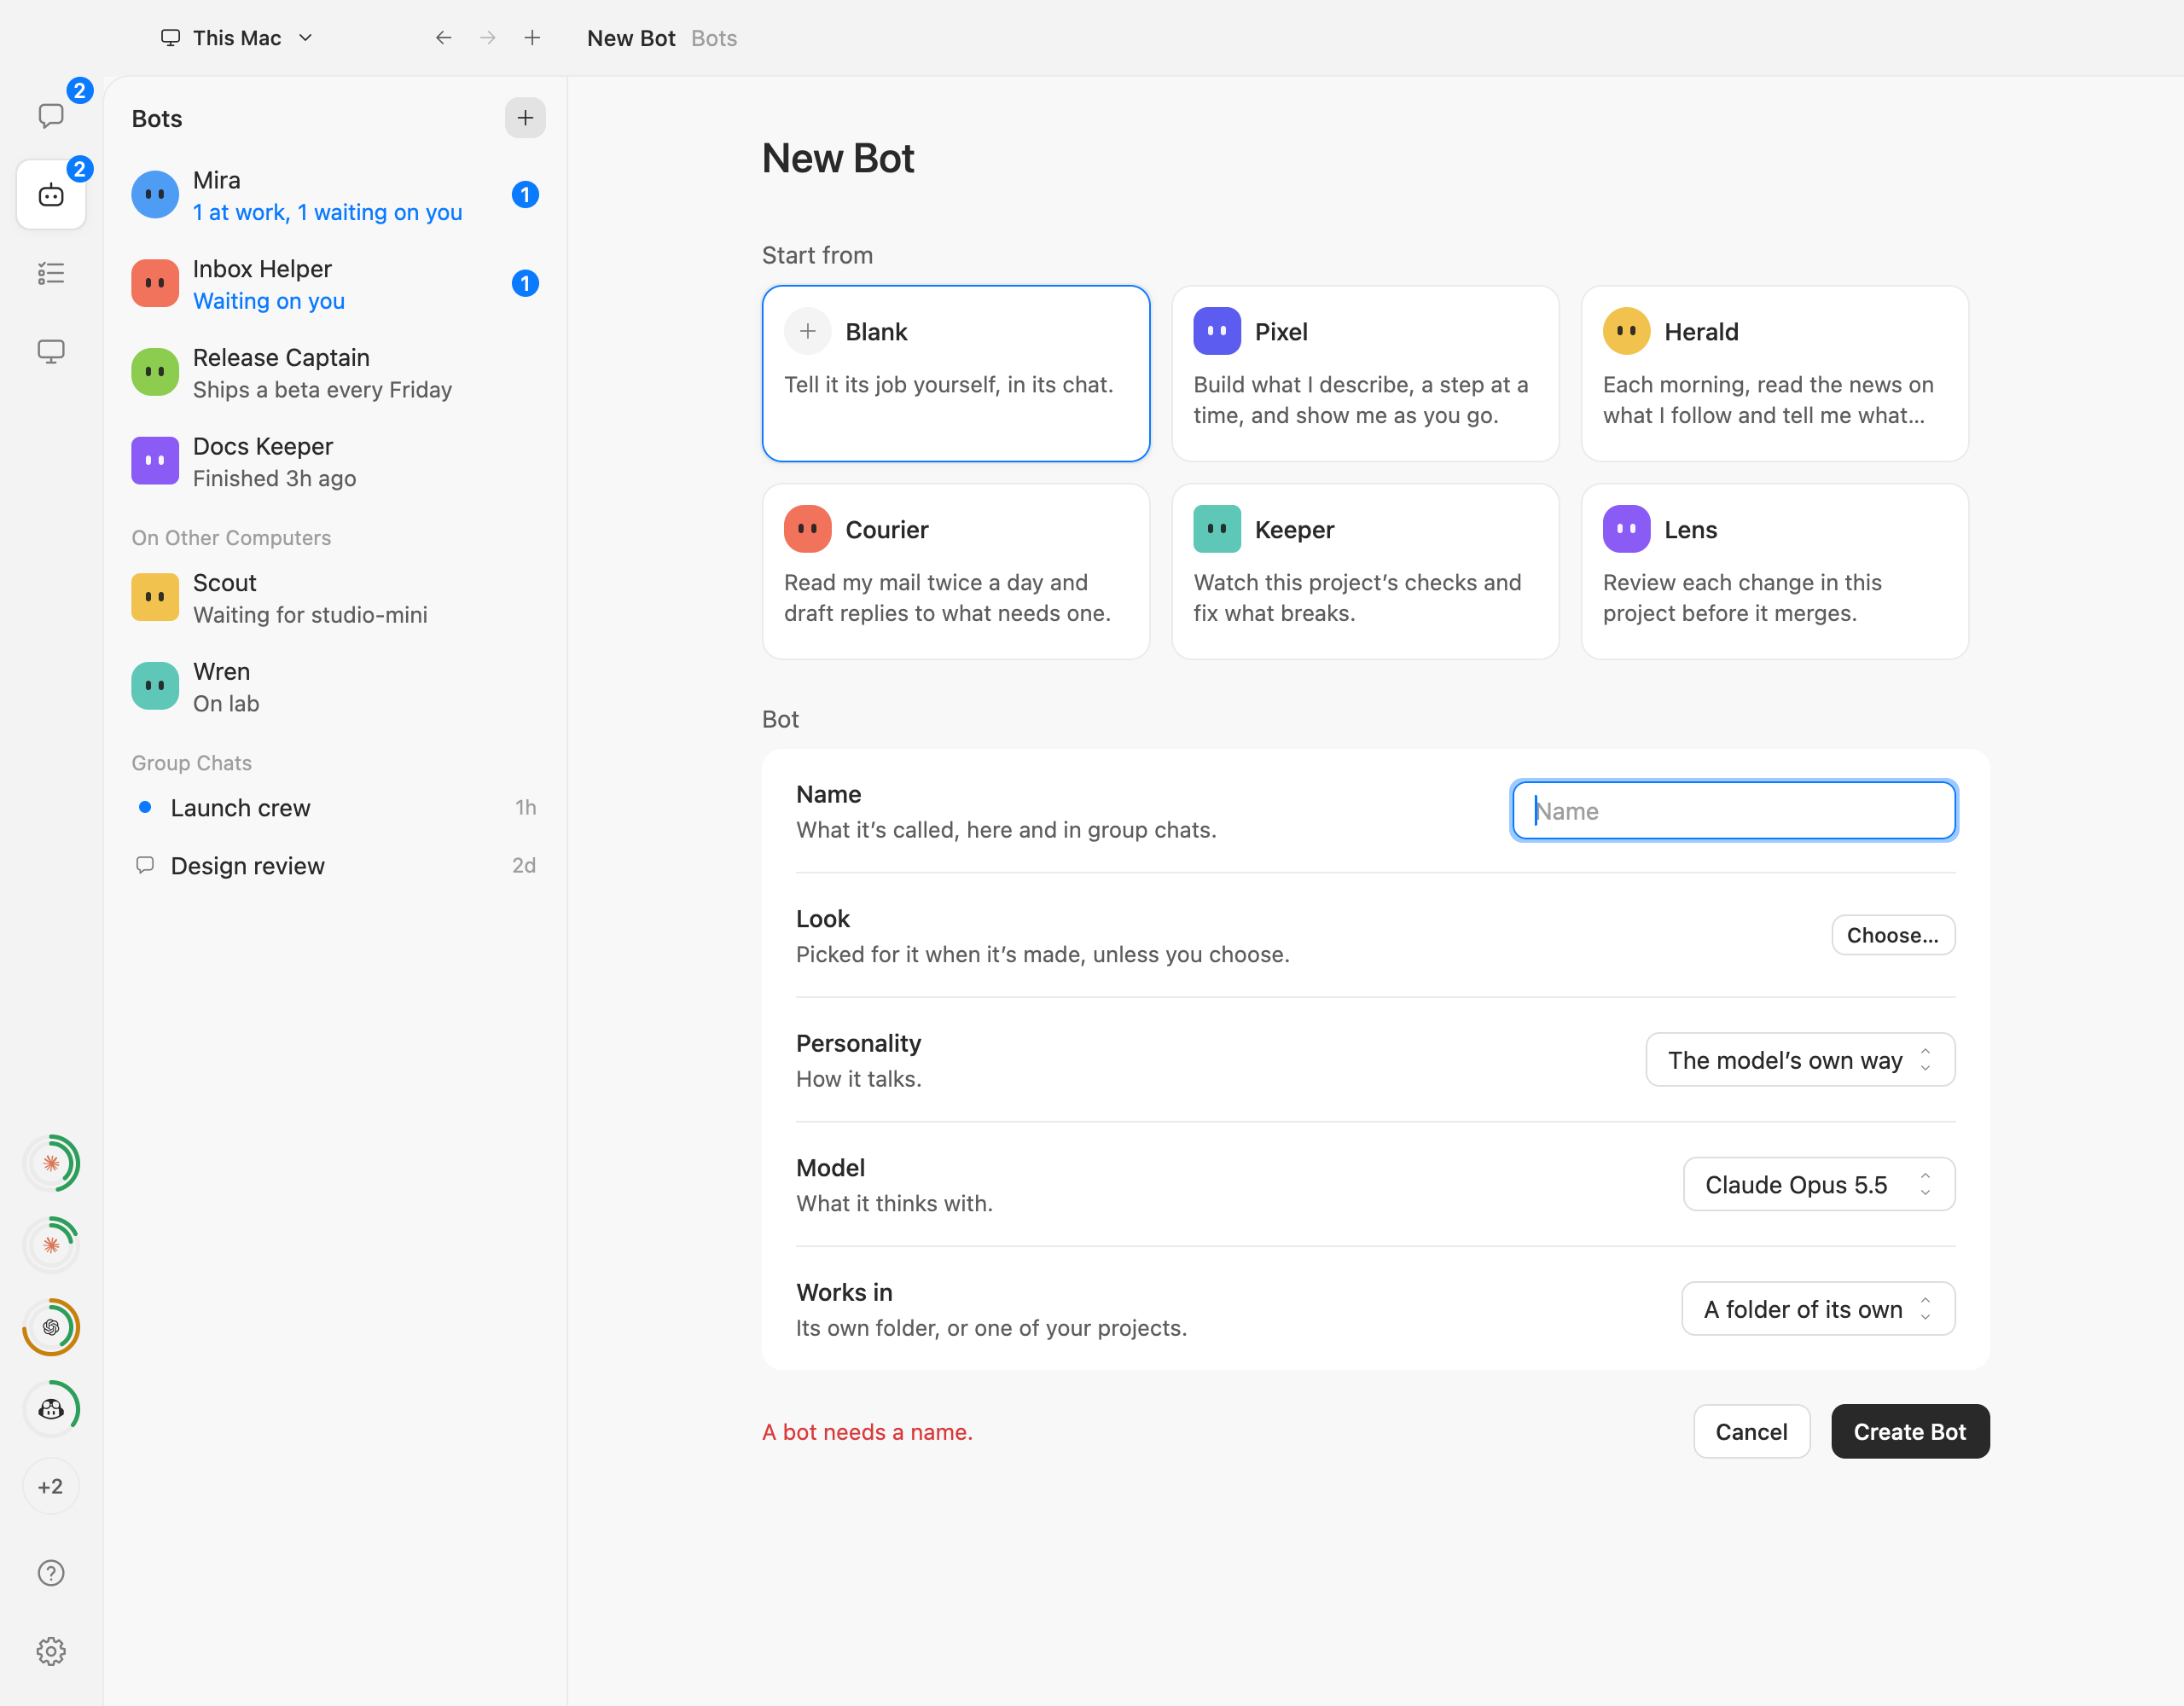 This Mac
New Bot Bots
2
2
Bots
Mira
1 at work, 1 waiting on you
1
Inbox Helper
Waiting on you
1
Release Captain
Ships a beta every Friday
Docs Keeper
Finished 3h ago
On Other Computers
Scout
Waiting for studio-mini
Wren
On lab
Group Chats
Launch crew 1h
Design review 2d
+2
New Bot
Start from
Blank
Tell it its job yourself, in its chat.
Pixel
Build what I describe, a step at a
time, and show me as you go.
Herald
Each morning, read the news on
what I follow and tell me what...
Courier
Read my mail twice a day and
draft replies to what needs one.
Keeper
Watch this project’s checks and
fix what breaks.
Lens
Review each change in this
project before it merges.
Bot
Name
What it’s called, here and in group chats.
Name
Look
Picked for it when it’s made, unless you choose.
Choose...
Personality
How it talks.
The model’s own way
Model
What it thinks with.
Claude Opus 5.5
Works in
Its own folder, or one of your projects.
A folder of its own
A bot needs a name.
Cancel
Create Bot